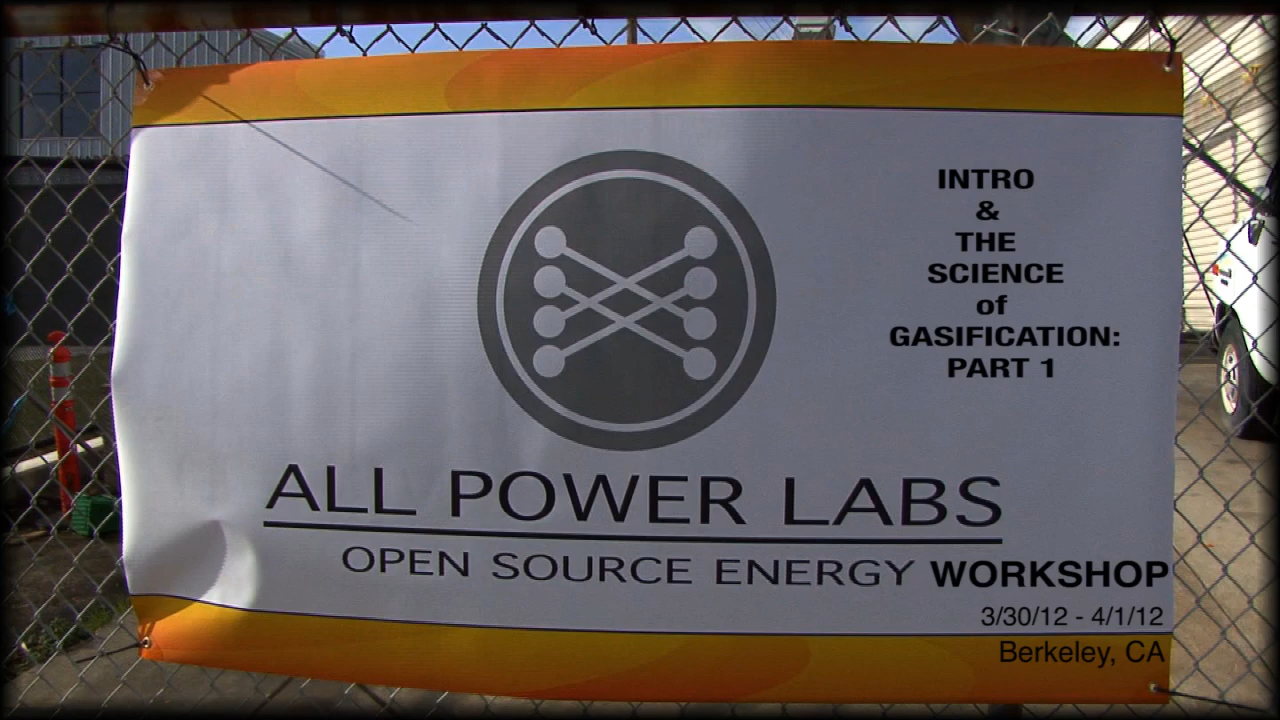 INTRO
&
THE
SCIENCE
of
GASIFICATION:
PART 1
ALL POWER LABS
OPEN SOURCE ENERGY WORKSHOP
3/30/12 - 4/1/12
Berkeley, CA